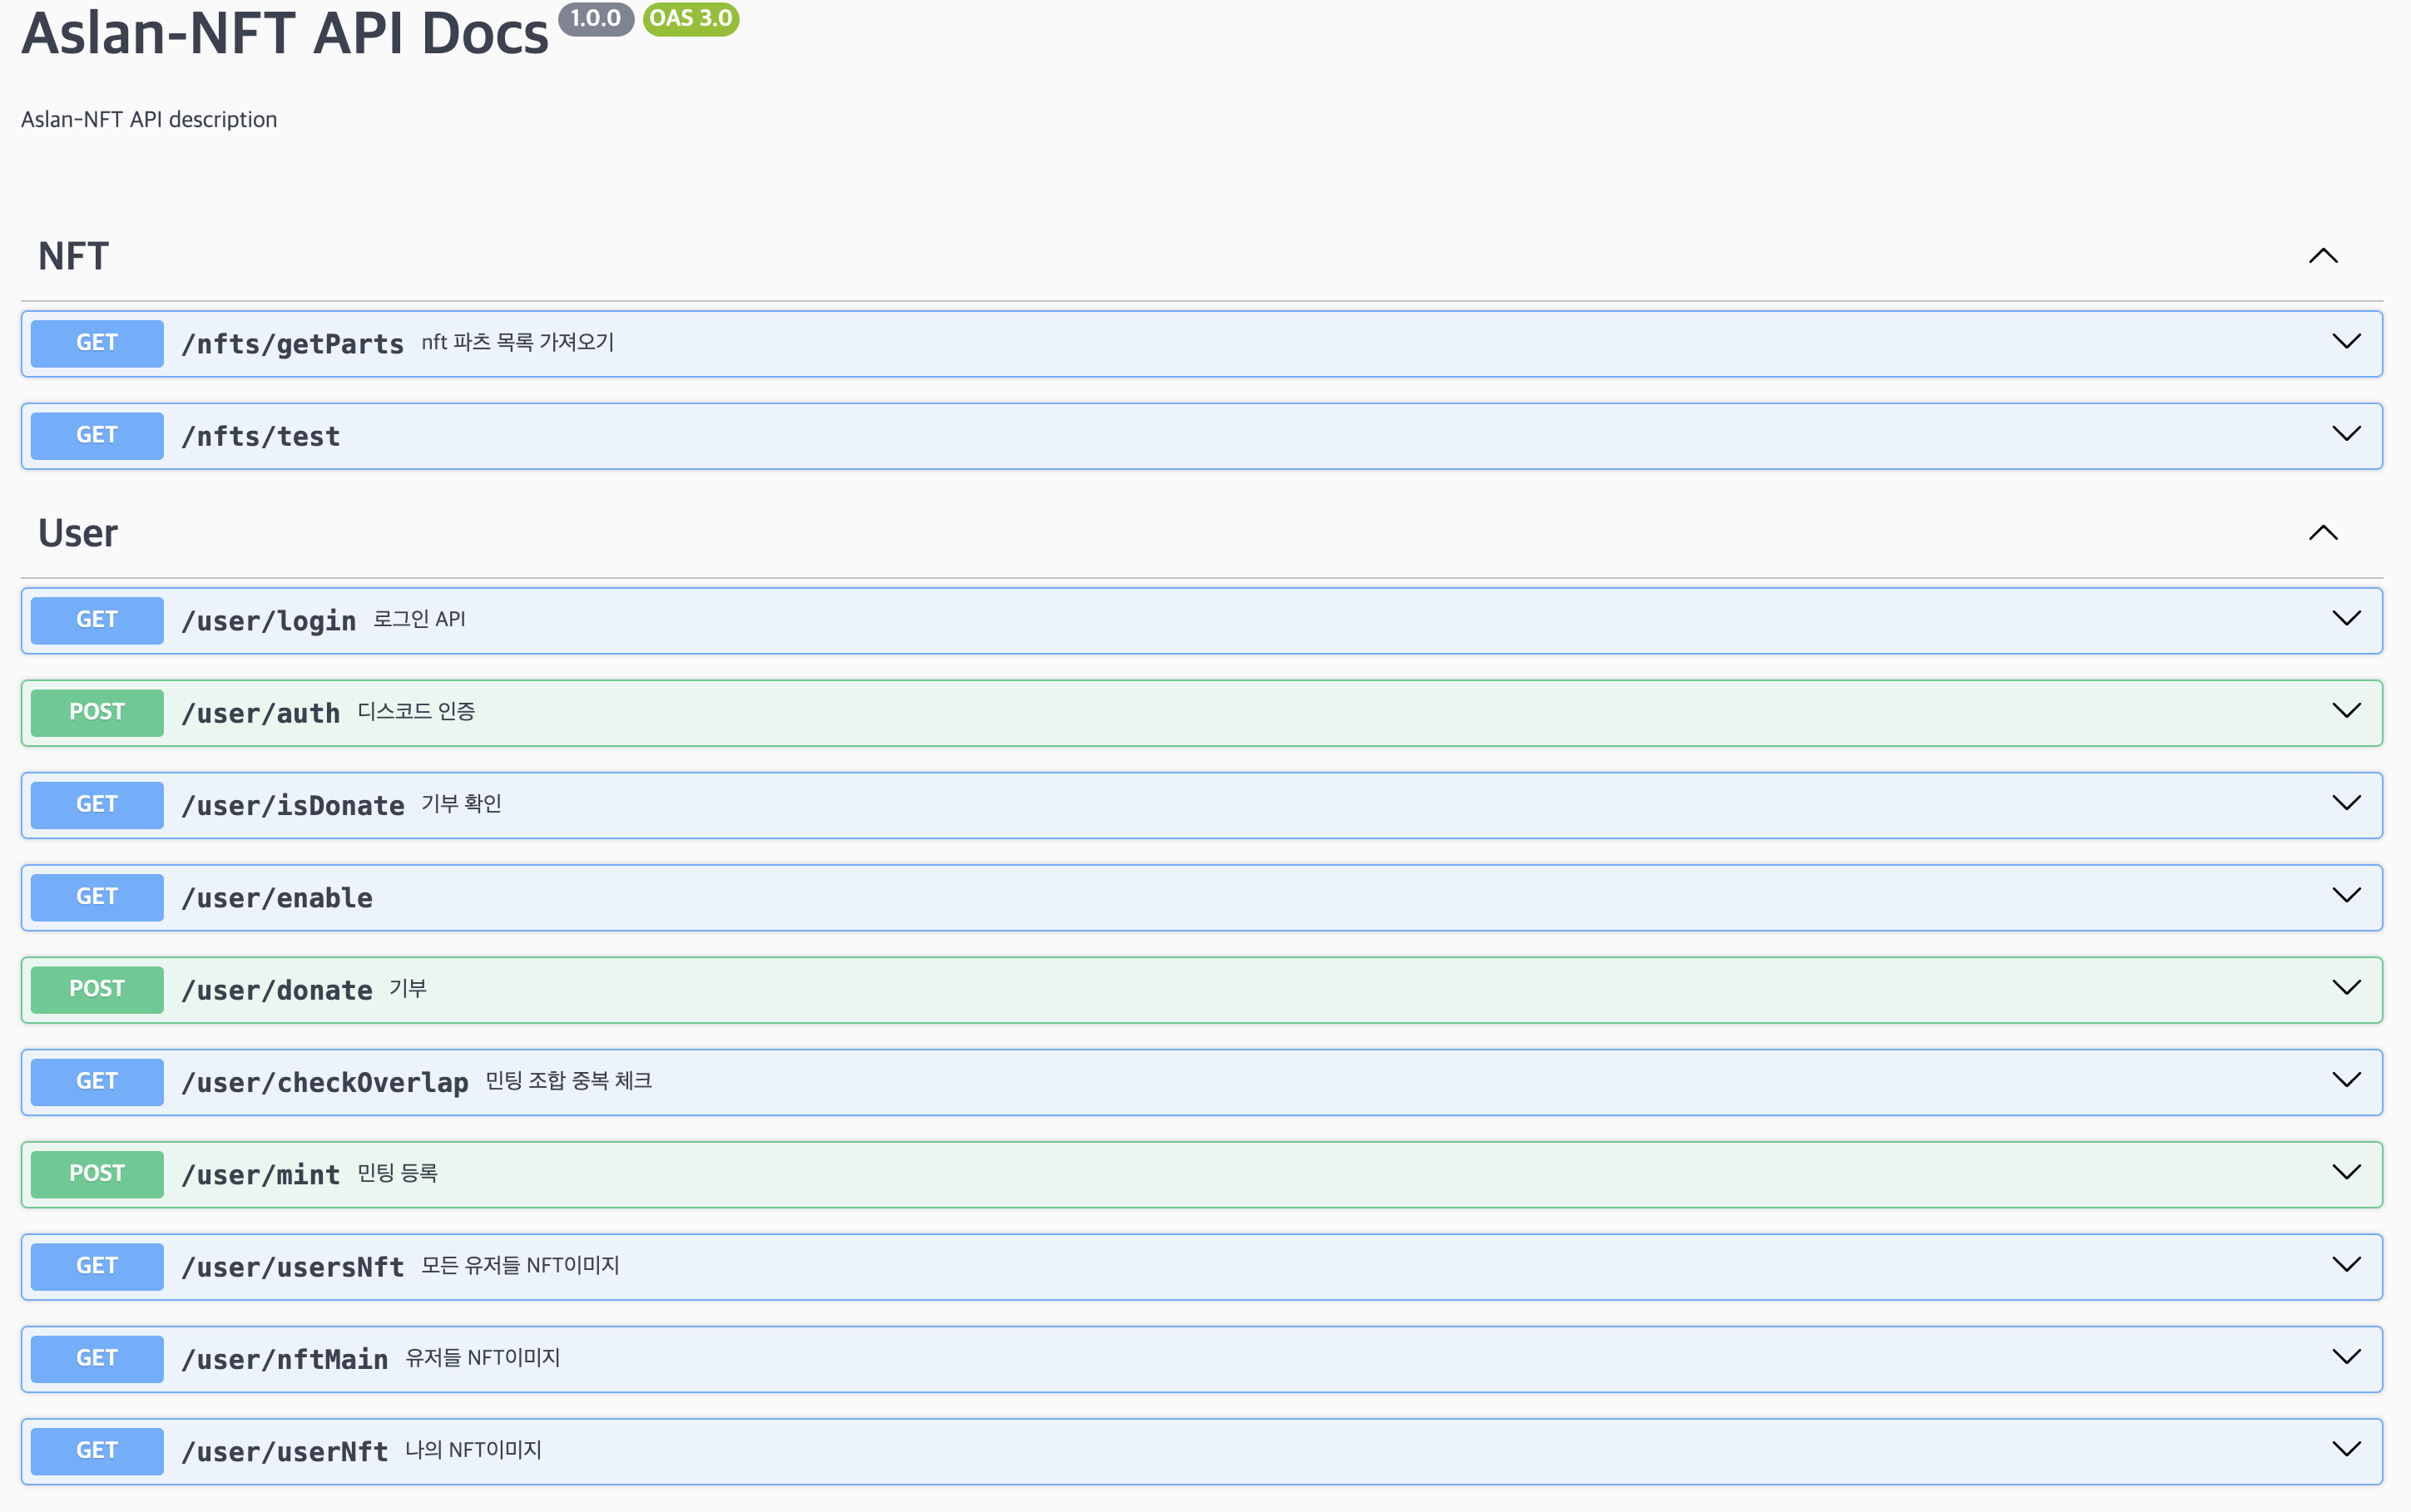 Aslan-NFT API Docs 1.0.0 OAS 3.0
Aslan-NFT API description
NFT
GET /nfts/getParts nft 파츠 목록 가져오기
GET /nfts/test
User
GET /user/login 로그인 API
POST /user/auth 디스코드 인증
GET /user/isDonate 기부 확인
GET /user/enable
POST /user/donate 기부
GET /user/checkOverlap 민팅 조합 중복 체크
POST /user/mint 민팅 등록
GET /user/usersNft 모든 유저들 NFT이미지
GET /user/nftMain 유저들 NFT이미지
GET /user/userNft 나의 NFT이미지